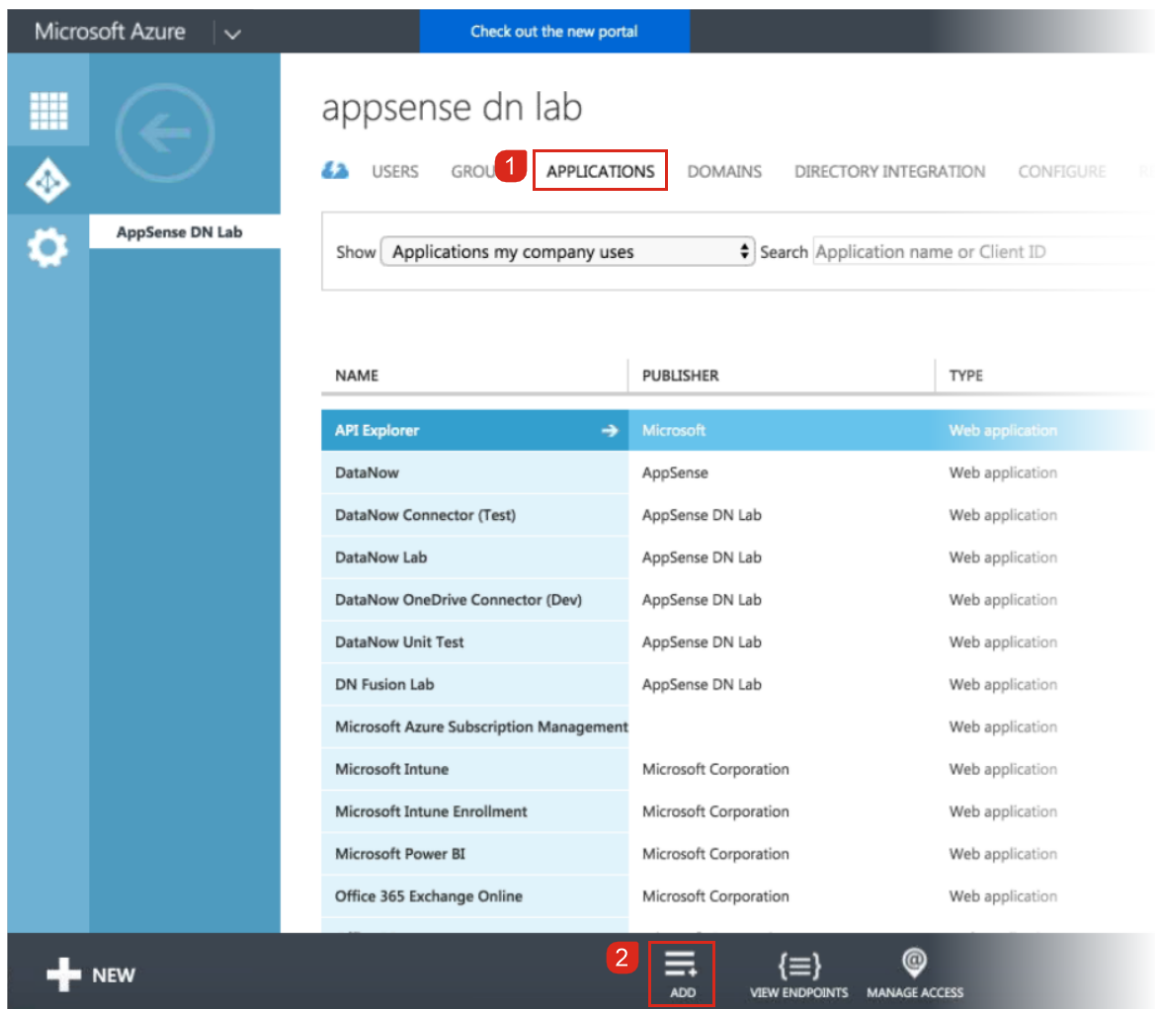 Microsoft Azure
Check out the new portal
appsense dn lab
USERS GROU 1 APPLICATIONS DOMAINS DIRECTORY INTEGRATION CONFIGURE
AppSense DN Lab
Show Applications my company uses Search Application name or Client ID
NAME PUBLISHER TYPE
API Explorer Microsoft Web application
DataNow AppSense Web application
DataNow Connector (Test) AppSense DN Lab Web application
DataNow Lab AppSense DN Lab Web application
DataNow OneDrive Connector (Dev) AppSense DN Lab Web application
DataNow Unit Test AppSense DN Lab Web application
DN Fusion Lab AppSense DN Lab Web application
Microsoft Azure Subscription Management Web application
Microsoft Intune Microsoft Corporation Web application
Microsoft Intune Enrollment Microsoft Corporation Web application
Microsoft Power BI Microsoft Corporation Web application
Office 365 Exchange Online Microsoft Corporation Web application
NEW 2 ADD VIEW ENDPOINTS MANAGE ACCESS